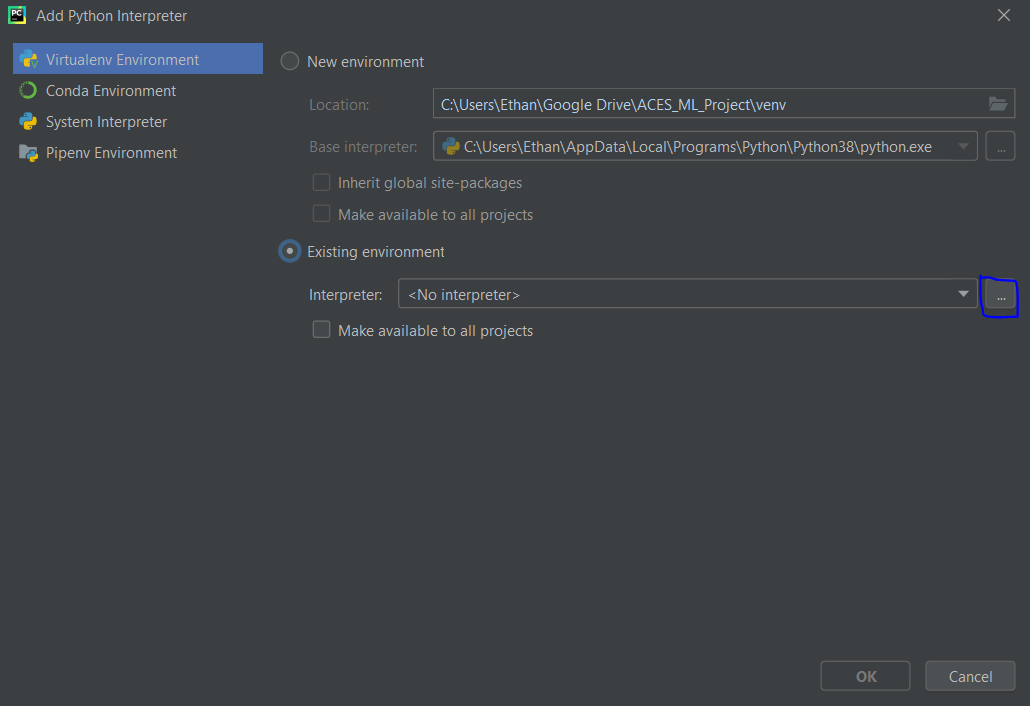 PC Add Python Interpreter
Virtualenv Environment
Conda Environment
System Interpreter
Pipenv Environment
New environment
Location: C:\Users\Ethan\Google Drive\ACES_ML_Project\venv
Base interpreter: C:\Users\Ethan\AppData\Local\Programs\Python\Python38\python.exe ...
Inherit global site-packages
Make available to all projects
Existing environment
Interpreter: <No interpreter> ...
Make available to all projects
OK Cancel